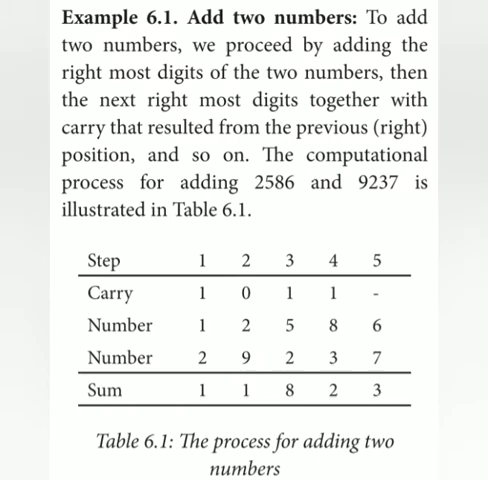 Example 6.1. Add two numbers: To add
two numbers, we proceed by adding the
right most digits of the two numbers, then
the next right most digits together with
carry that resulted from the previous (right)
position, and so on. The computational
process for adding 2586 and 9237 is
illustrated in Table 6.1.
Step 1 2 3 4 5
Carry 1 0 1 1 -
Number 1 2 5 8 6
Number 2 9 2 3 7
Sum 1 1 8 2 3
Table 6.1: The process for adding two
numbers